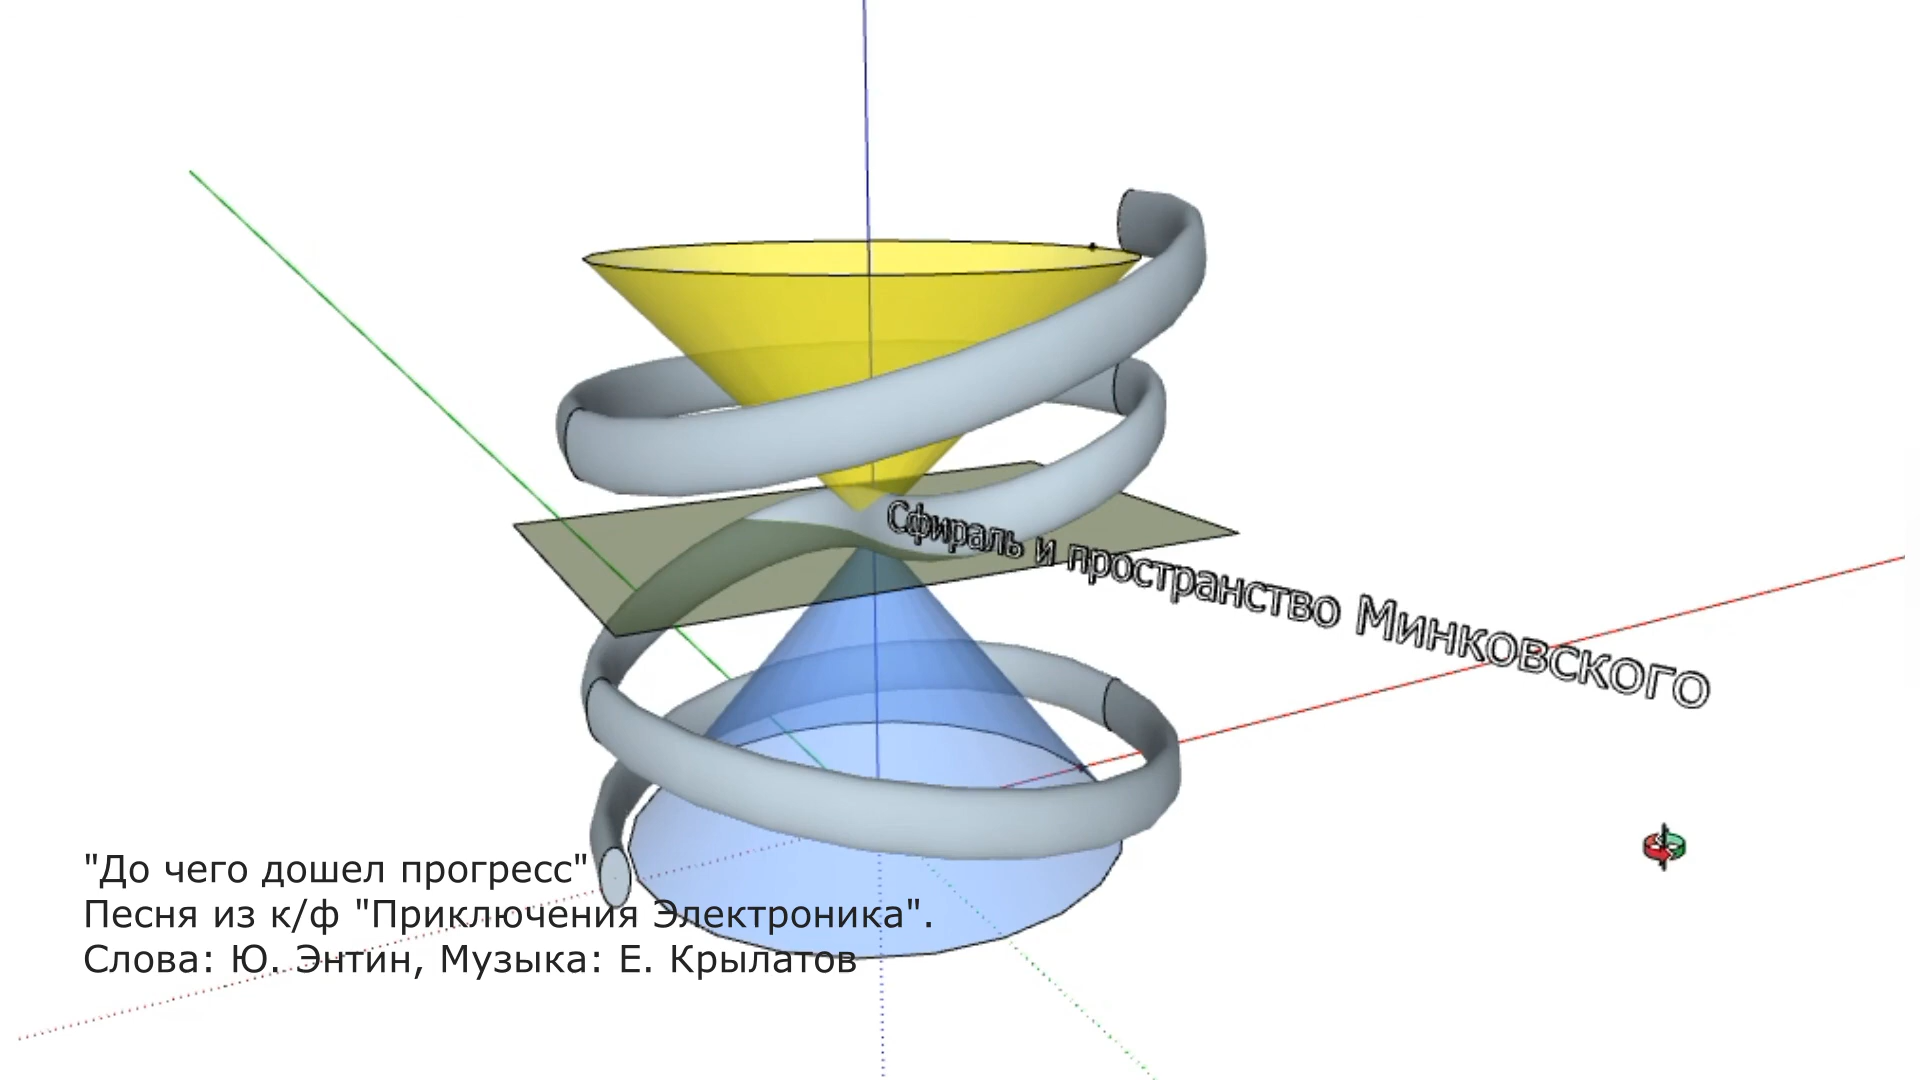 Сфираль и пространство Минковского
"До чего дошел прогресс"
Песня из к/ф "Приключения Электроника".
Слова: Ю. Энтин, Музыка: Е. Крылатов